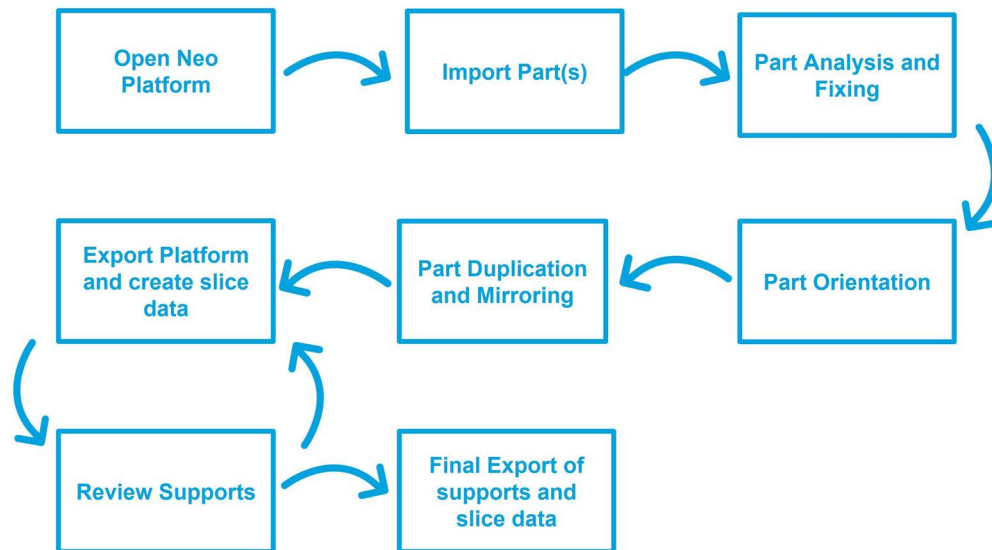 Open Neo
Platform
Import Part(s)
Part Analysis and
Fixing
Part Orientation
Part Duplication
and Mirroring
Export Platform
and create slice
data
Review Supports
Final Export of
supports and
slice data